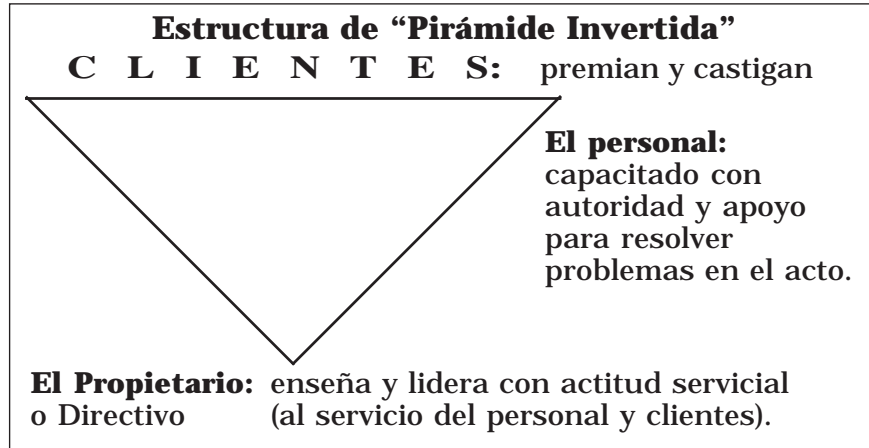 Estructura de “Pirámide Invertida”
C L I E N T E S: premian y castigan
El personal:
capacitado con
autoridad y apoyo
para resolver
problemas en el acto.
El Propietario: enseña y lidera con actitud servicial
o Directivo (al servicio del personal y clientes).